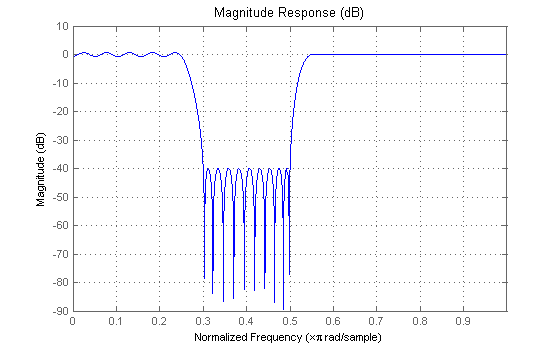 Magnitude Response (dB)
10
0
-10
-20
-30
-40
-50
-60
-70
-80
-90
Magnitude (dB)
0 0.1 0.2 0.3 0.4 0.5 0.6 0.7 0.8 0.9
Normalized Frequency (×π rad/sample)